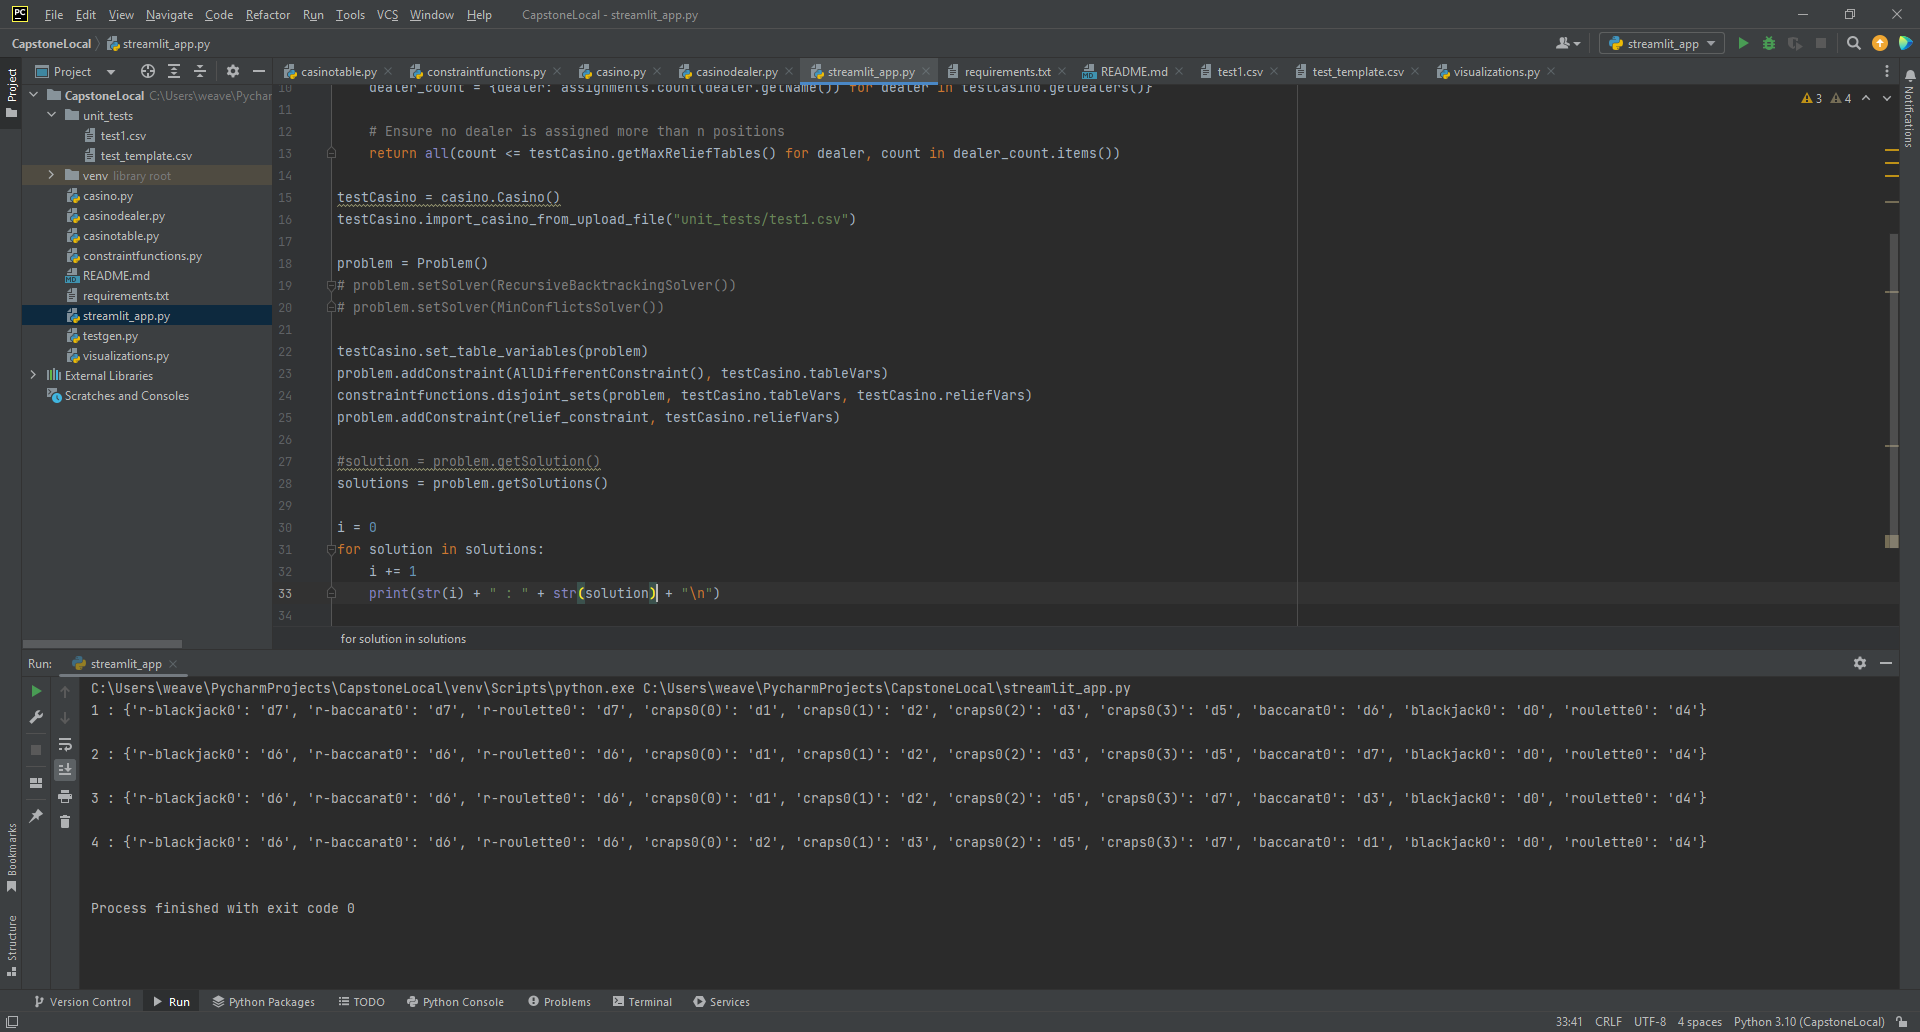 PC File Edit View Navigate Code Refactor Run Tools VCS Window Help CapstoneLocal - streamlit_app.py
CapstoneLocal streamlit_app.py streamlit_app
Project casinotable.py constraintfunctions.py casino.py casinodealer.py streamlit_app.py requirements.txt README.md test1.csv test_template.csv visualizations.py
Project
Notifications
CapstoneLocal C:\Users\weave\Pychar
unit_tests
test1.csv
test_template.csv
venv library root
casino.py
casinodealer.py
casinotable.py
constraintfunctions.py
README.md
requirements.txt
streamlit_app.py
testgen.py
visualizations.py
External Libraries
Scratches and Consoles
3 4
10 dealer_count = {dealer: assignments.count(dealer.getName()) for dealer in testCasino.getDealers()}
11
12 # Ensure no dealer is assigned more than n positions
13 return all(count <= testCasino.getMaxReliefTables() for dealer, count in dealer_count.items())
14
15 testCasino = casino.Casino()
16 testCasino.import_casino_from_upload_file("unit_tests/test1.csv")
17
18 problem = Problem()
19 # problem.setSolver(RecursiveBacktrackingSolver())
20 # problem.setSolver(MinConflictsSolver())
21
22 testCasino.set_table_variables(problem)
23 problem.addConstraint(AllDifferentConstraint(), testCasino.tableVars)
24 constraintfunctions.disjoint_sets(problem, testCasino.tableVars, testCasino.reliefVars)
25 problem.addConstraint(relief_constraint, testCasino.reliefVars)
26
27 #solution = problem.getSolution()
28 solutions = problem.getSolutions()
29
30 i = 0
31 for solution in solutions:
32 i += 1
33 print(str(i) + " : " + str(solution) + "\n")
34
for solution in solutions
Run: streamlit_app
C:\Users\weave\PycharmProjects\CapstoneLocal\venv\Scripts\python.exe C:\Users\weave\PycharmProjects\CapstoneLocal\streamlit_app.py
1 : {'r-blackjack0': 'd7', 'r-baccarat0': 'd7', 'r-roulette0': 'd7', 'craps0(0)': 'd1', 'craps0(1)': 'd2', 'craps0(2)': 'd3', 'craps0(3)': 'd5', 'baccarat0': 'd6', 'blackjack0': 'd0', 'roulette0': 'd4'}
2 : {'r-blackjack0': 'd6', 'r-baccarat0': 'd6', 'r-roulette0': 'd6', 'craps0(0)': 'd1', 'craps0(1)': 'd2', 'craps0(2)': 'd3', 'craps0(3)': 'd5', 'baccarat0': 'd7', 'blackjack0': 'd0', 'roulette0': 'd4'}
3 : {'r-blackjack0': 'd6', 'r-baccarat0': 'd6', 'r-roulette0': 'd6', 'craps0(0)': 'd1', 'craps0(1)': 'd2', 'craps0(2)': 'd5', 'craps0(3)': 'd7', 'baccarat0': 'd3', 'blackjack0': 'd0', 'roulette0': 'd4'}
4 : {'r-blackjack0': 'd6', 'r-baccarat0': 'd6', 'r-roulette0': 'd6', 'craps0(0)': 'd2', 'craps0(1)': 'd3', 'craps0(2)': 'd5', 'craps0(3)': 'd7', 'baccarat0': 'd1', 'blackjack0': 'd0', 'roulette0': 'd4'}
Process finished with exit code 0
Bookmarks
Structure
Version Control Run Python Packages TODO Python Console Problems Terminal Services
33:41 CRLF UTF-8 4 spaces Python 3.10 (CapstoneLocal)